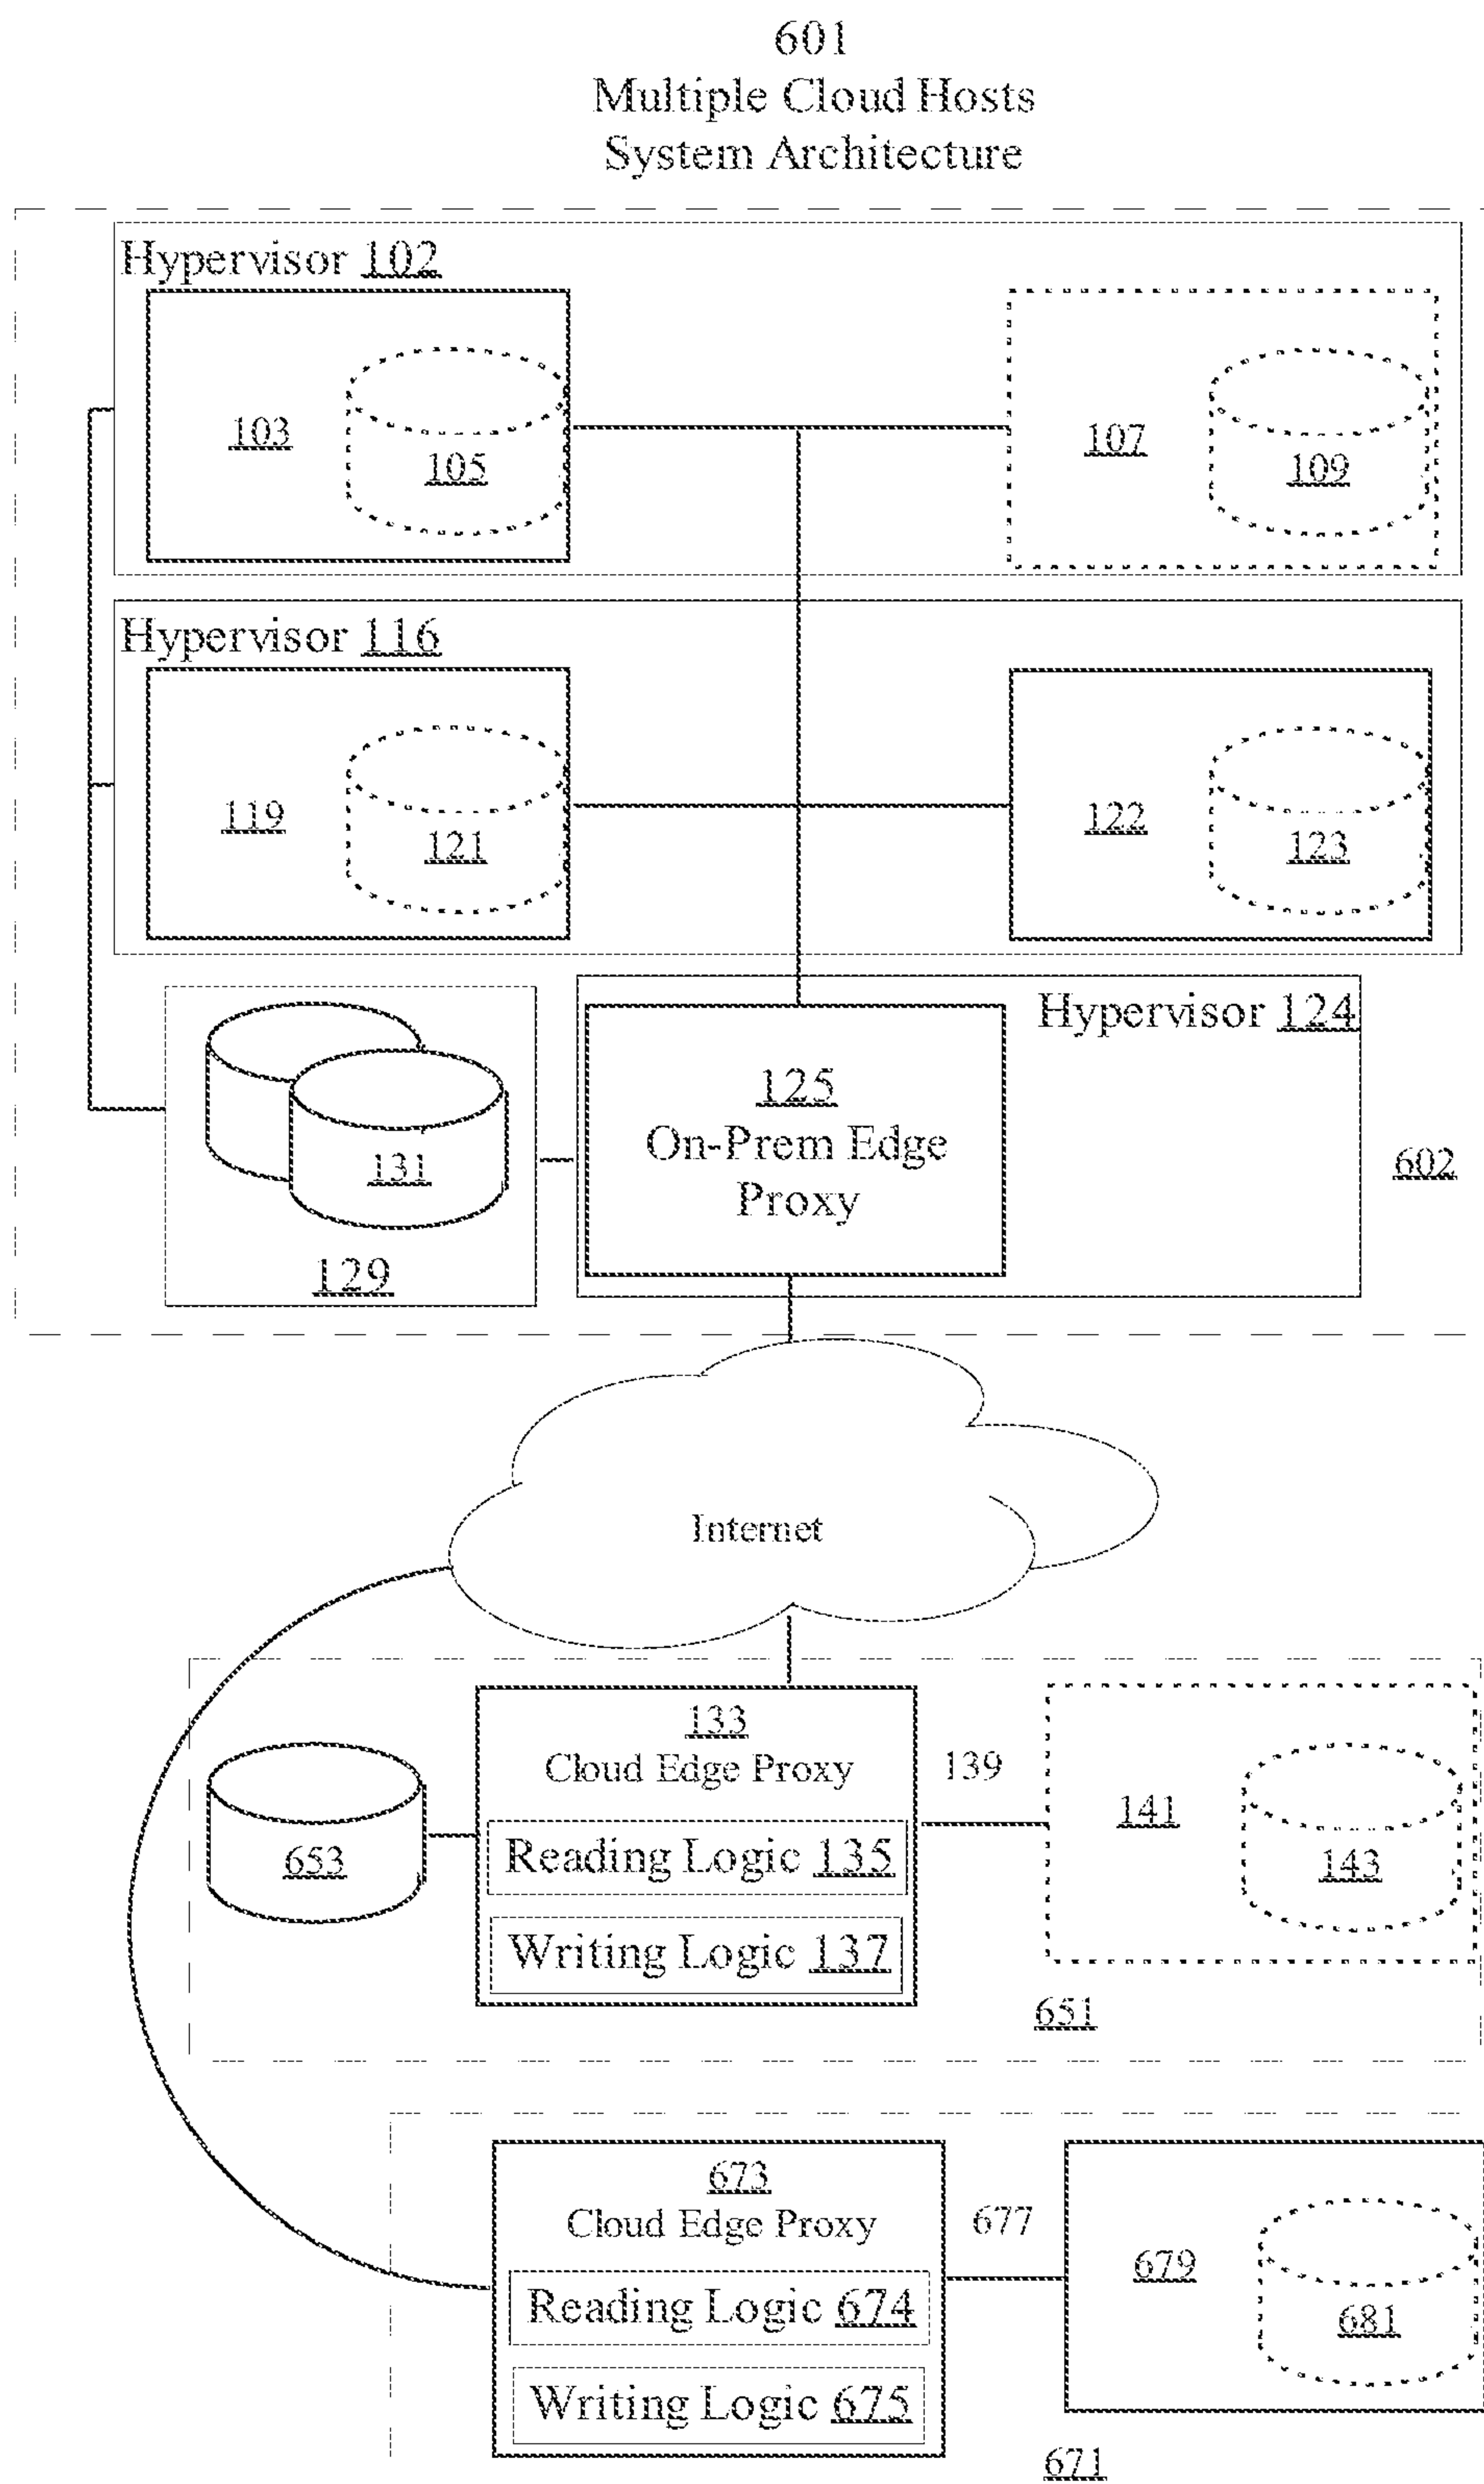 601
Multiple Cloud Hosts
System Architecture
Hypervisor 102
103
105
107
109
Hypervisor 116
119
121
122
123
Hypervisor 124
125
On-Prem Edge
Proxy
131
129
602
Internet
133
Cloud Edge Proxy
Reading Logic 135
Writing Logic 137
139
141
143
653
651
673
Cloud Edge Proxy
Reading Logic 674
Writing Logic 675
677
679
681
671